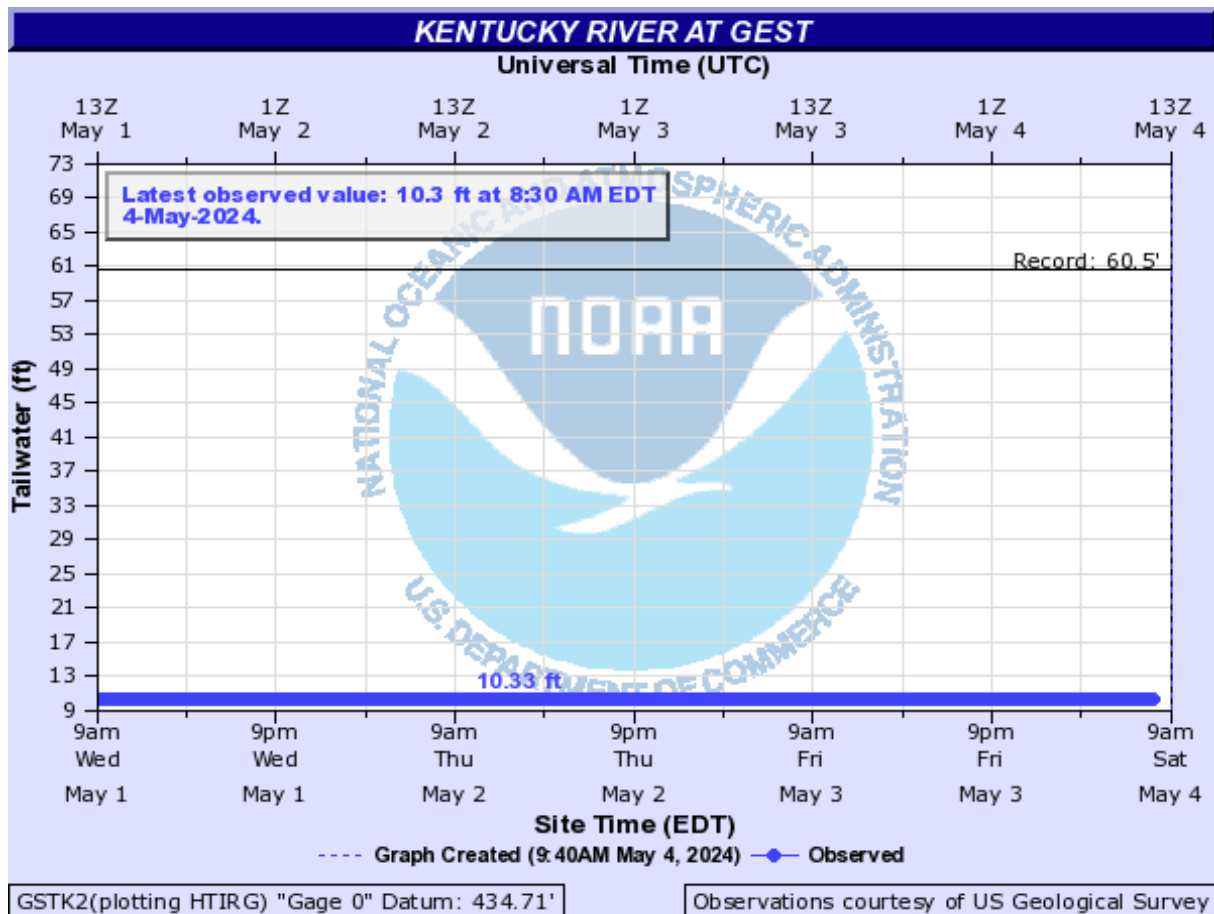 KENTUCKY RIVER AT GEST
Universal Time (UTC)
13Z 1Z 13Z 1Z 13Z 1Z 13Z
May 1 May 2 May 2 May 3 May 3 May 4 May 4
Latest observed value: 10.3 ft at 8:30 AM EDT
4-May-2024.
Record: 60.5'
Tailwater (ft)
73
69
65
61
57
53
49
45
41
37
33
29
25
21
17
13
9
NATIONAL OCEANIC AND ATMOSPHERIC ADMINISTRATION
NOAA
U.S. DEPARTMENT OF COMMERCE
10.33 ft
9am 9pm 9am 9pm 9am 9pm 9am
Wed Wed Thu Thu Fri Fri Sat
May 1 May 1 May 2 May 2 May 3 May 3 May 4
Site Time (EDT)
Graph Created (9:40AM May 4, 2024) Observed
GSTK2(plotting HTIRG) "Gage 0" Datum: 434.71'
Observations courtesy of US Geological Survey